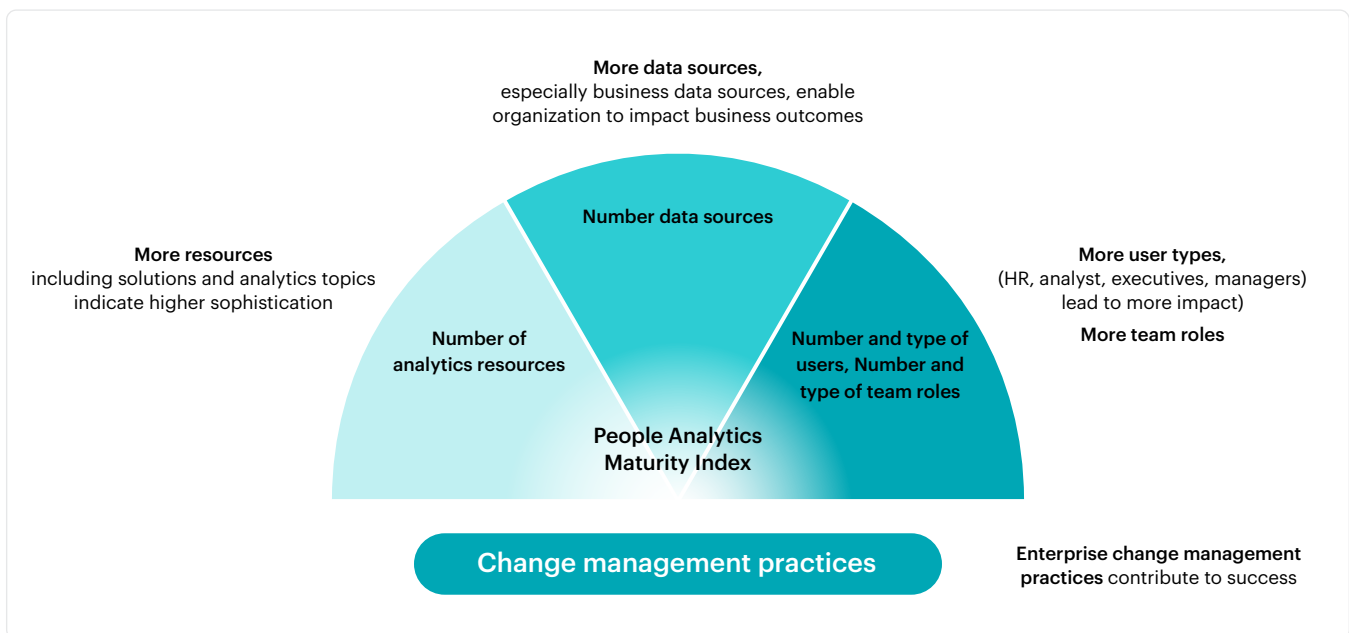 More data sources,
especially business data sources, enable
organization to impact business outcomes
Number data sources
More resources
including solutions and analytics topics
indicate higher sophistication
More user types,
(HR, analyst, executives, managers)
lead to more impact)
More team roles
Number of
analytics resources
Number and type of
users, Number and
type of team roles
People Analytics
Maturity Index
Change management practices
Enterprise change management
practices contribute to success